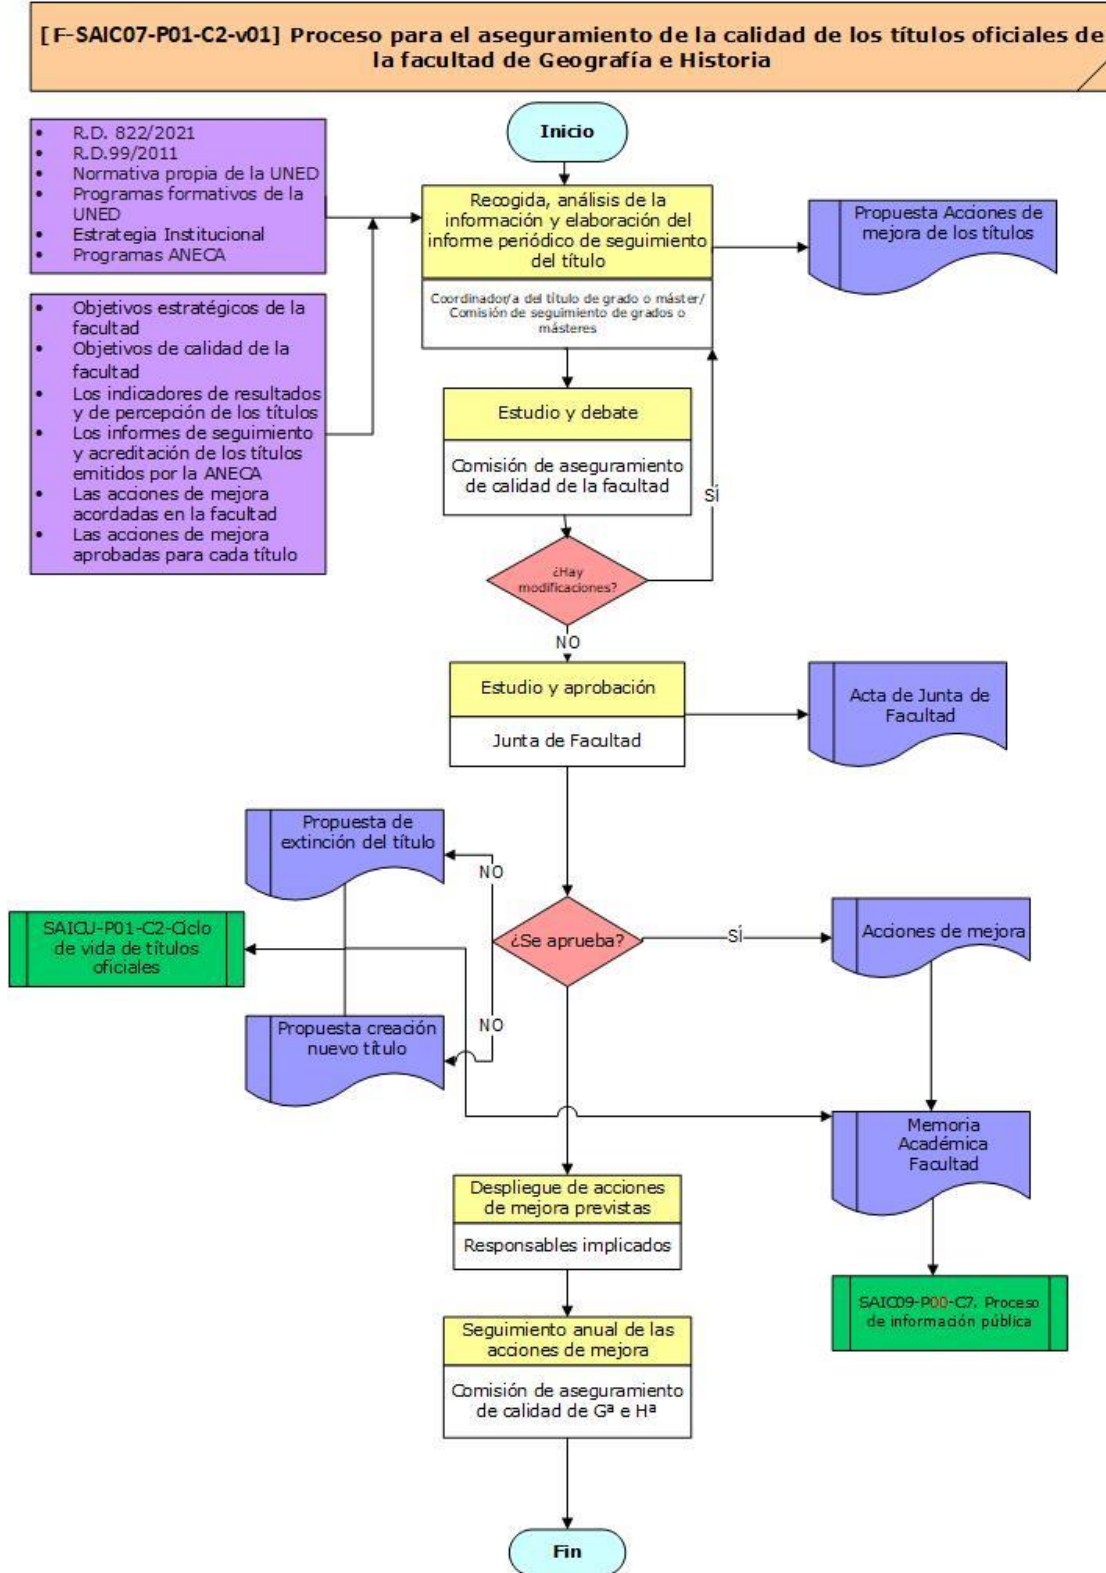 [F-SAIC07-P01-C2-v01] Proceso para el aseguramiento de la calidad de los títulos oficiales de
la facultad de Geografía e Historia
Inicio
• R.D. 822/2021
• R.D.99/2011
• Normativa propia de la UNED
• Programas formativos de la
UNED
• Estrategia Institucional
• Programas ANECA
Recogida, análisis de la
información y elaboración del
informe periódico de seguimiento
del título
Coordinador/a del título de grado o máster/
Comisión de seguimiento de grados o
másteres
Propuesta Acciones de
mejora de los títulos
• Objetivos estratégicos de la
facultad
• Objetivos de calidad de la
facultad
• Los indicadores de resultados
y de percepción de los títulos
• Los informes de seguimiento
y acreditación de los títulos
emitidos por la ANECA
• Las acciones de mejora
acordadas en la facultad
• Las acciones de mejora
aprobadas para cada título
Estudio y debate
Comisión de aseguramiento
de calidad de la facultad
SÍ
¿Hay
modificaciones?
NO
Estudio y aprobación
Junta de Facultad
Acta de Junta de
Facultad
Propuesta de
extinción del título
NO
SAICU-P01-C2-Ciclo
de vida de títulos
oficiales
¿Se aprueba?
SÍ
Acciones de mejora
Propuesta creación
nuevo título
NO
Memoria
Académica
Facultad
Despliegue de acciones
de mejora previstas
Responsables implicados
SAIC09-P00-C7. Proceso
de información pública
Seguimiento anual de las
acciones de mejora
Comisión de aseguramiento
de calidad de Gª e Hª
Fin